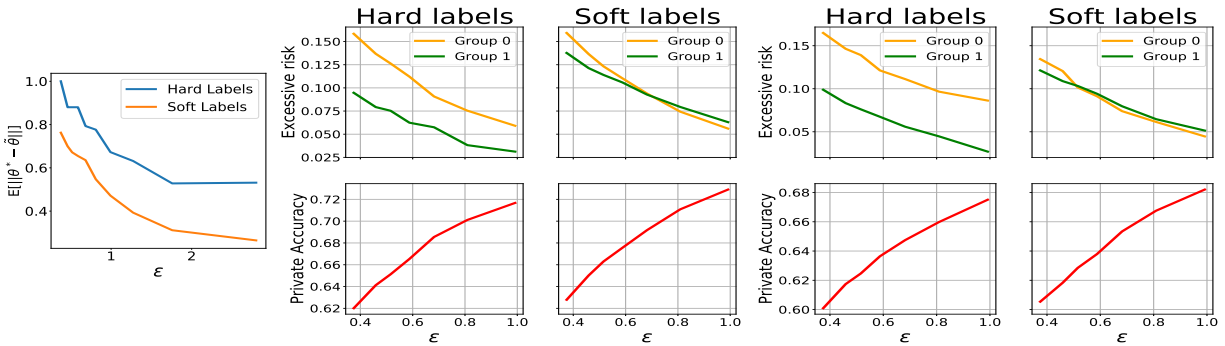 1.0
0.8
0.6
0.4
E[||θ* − θ̃||]
Hard Labels
Soft Labels
1
2
ε
Hard labels
Soft labels
Excessive risk
0.150
0.125
0.100
0.075
0.050
0.025
Group 0
Group 1
Group 0
Group 1
Private Accuracy
0.72
0.70
0.68
0.66
0.64
0.62
0.4 0.6 0.8 1.0
0.4 0.6 0.8 1.0
ε
ε
Hard labels
Soft labels
Excessive risk
0.15
0.10
0.05
Group 0
Group 1
Group 0
Group 1
Private Accuracy
0.68
0.66
0.64
0.62
0.60
0.4 0.6 0.8 1.0
0.4 0.6 0.8 1.0
ε
ε